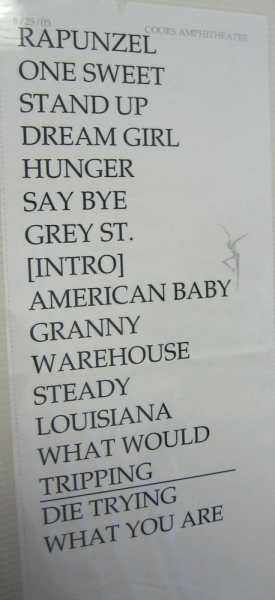 8/25/05
COORS AMPHITHEATRE
RAPUNZEL
ONE SWEET
STAND UP
DREAM GIRL
HUNGER
SAY BYE
GREY ST.
[INTRO]
AMERICAN BABY
GRANNY
WAREHOUSE
STEADY
LOUISIANA
WHAT WOULD
TRIPPING
DIE TRYING
WHAT YOU ARE